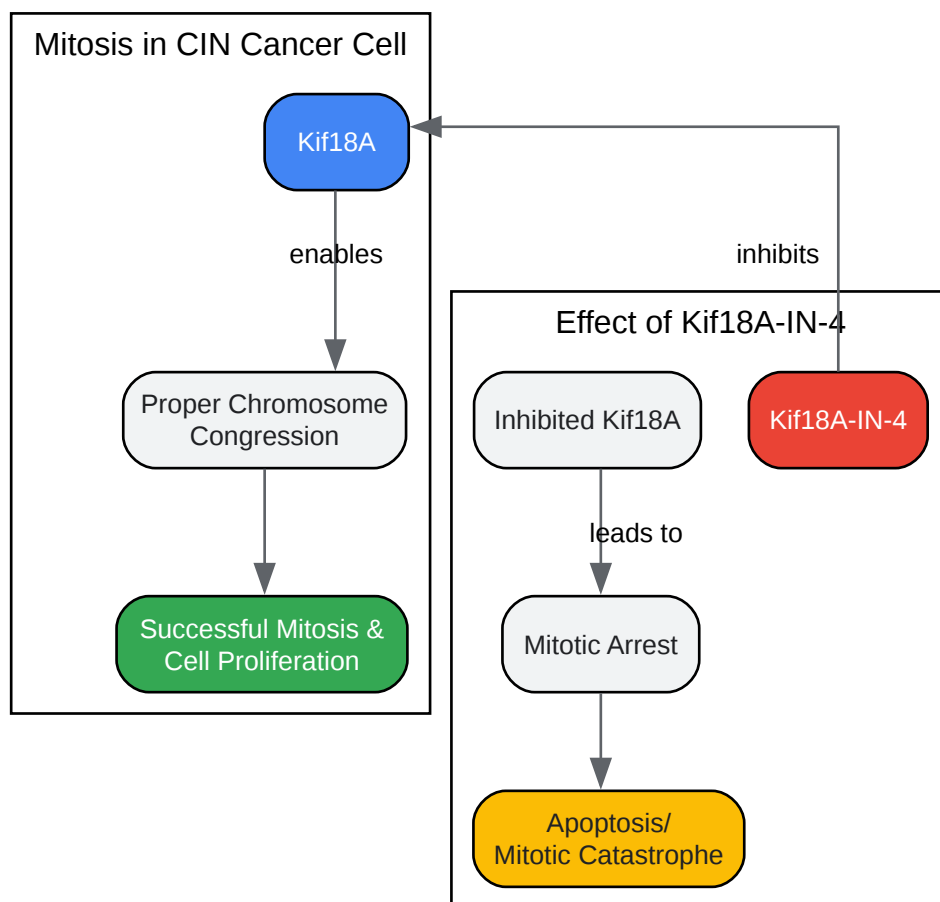 Mitosis in CIN Cancer Cell
Kif18A
enables
inhibits
Effect of Kif18A-IN-4
Proper Chromosome
Congression
Inhibited Kif18A
Kif18A-IN-4
leads to
Successful Mitosis &
Cell Proliferation
Mitotic Arrest
Apoptosis/
Mitotic Catastrophe